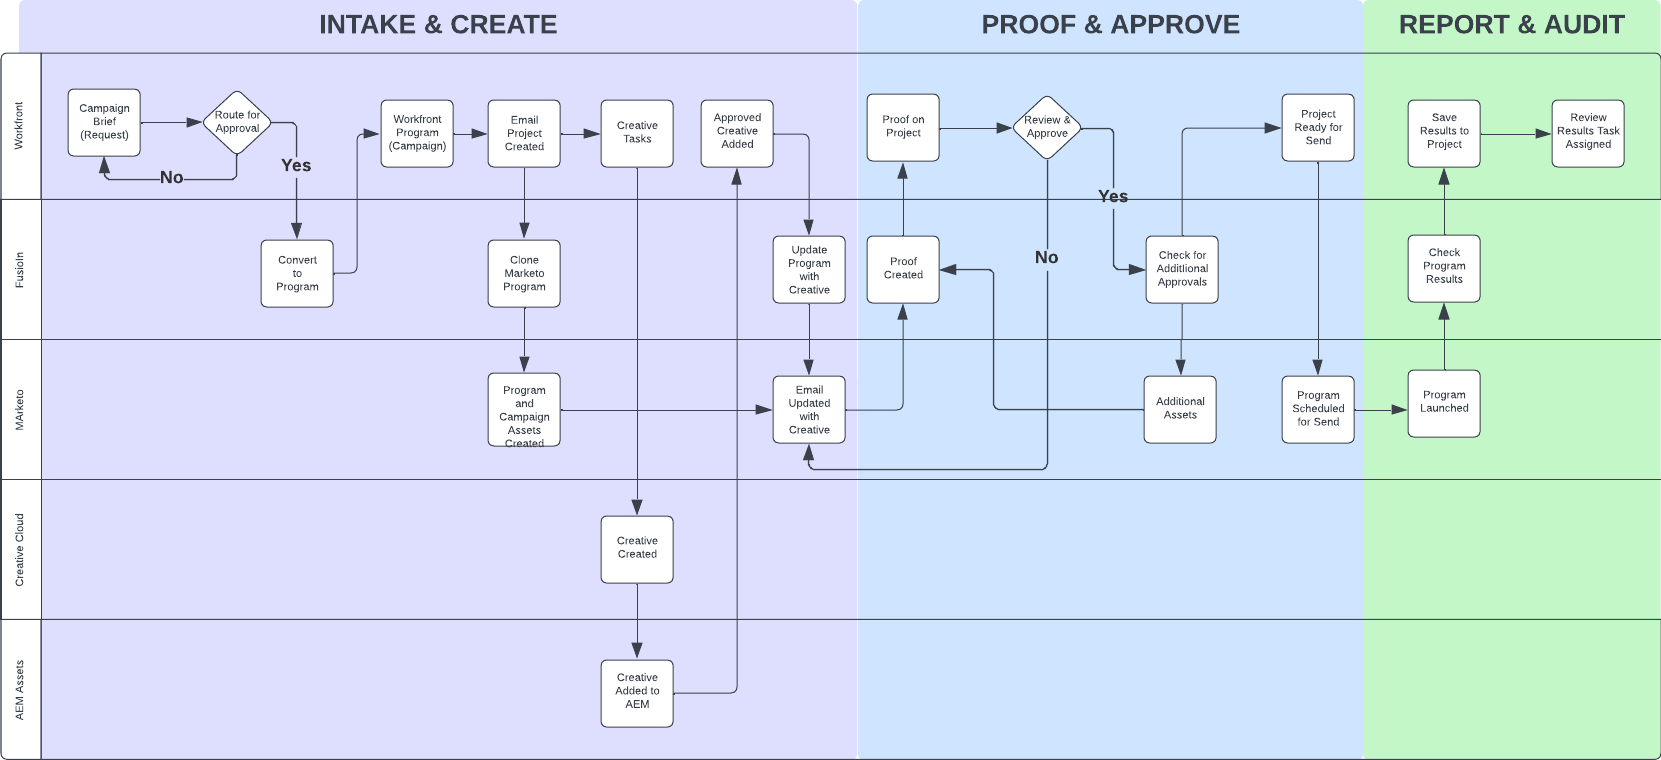 INTAKE & CREATE
PROOF & APPROVE
REPORT & AUDIT
Workfront
Campaign
Brief
(Request)
Route for
Approval
No
Yes
Workfront
Program
(Campaign)
Email
Project
Created
Creative
Tasks
Approved
Creative
Added
Proof on
Project
Review &
Approve
Yes
No
Project
Ready for
Send
Save
Results to
Project
Review
Results Task
Assigned
FusioIn
Convert
to
Program
Clone
Marketo
Program
Update
Program
with
Creative
Proof
Created
Check for
Additlional
Approvals
Check
Program
Results
MArketo
Program
and
Campaign
Assets
Created
Email
Updated
with
Creative
Additional
Assets
Program
Scheduled
for Send
Program
Launched
Creative Cloud
Creative
Created
AEM Assets
Creative
Added to
AEM